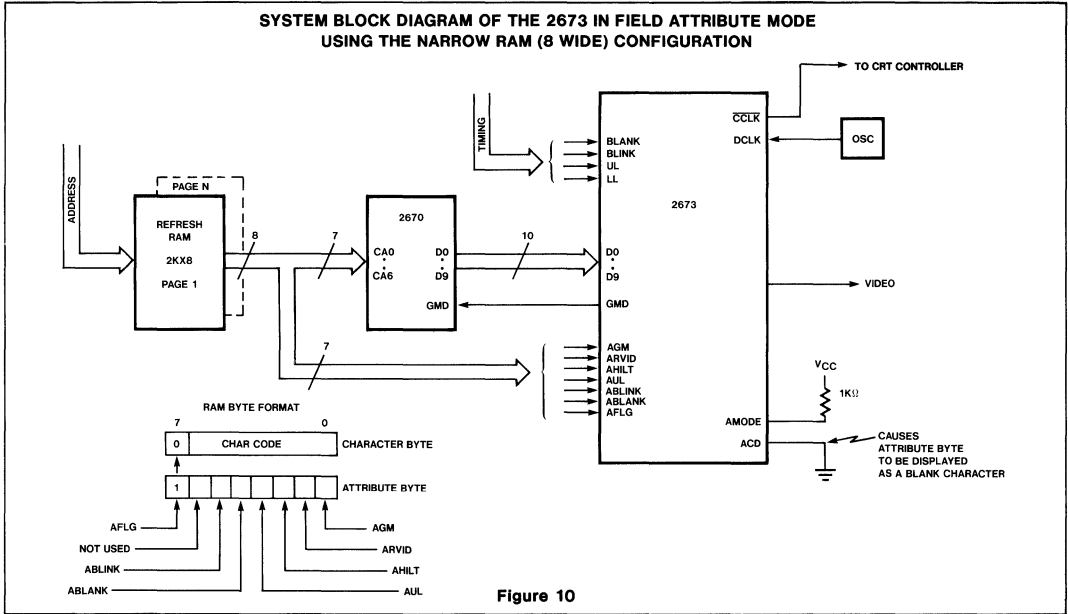 SYSTEM BLOCK DIAGRAM OF THE 2673 IN FIELD ATTRIBUTE MODE
USING THE NARROW RAM (8 WIDE) CONFIGURATION
TO CRT CONTROLLER
TIMING
CCLK
DCLK
OSC
BLANK
BLINK
UL
LL
2673
ADDRESS
PAGE N
REFRESH
RAM
2KX8
PAGE 1
8
7
2670
CA0
CA6
D0
D9
GMD
10
D0
D9
GMD
VIDEO
7
AGM
ARVID
AHILT
AUL
ABLINK
ABLANK
AFLG
VCC
1KΩ
AMODE
ACD
CAUSES
ATTRIBUTE BYTE
TO BE DISPLAYED
AS A BLANK CHARACTER
RAM BYTE FORMAT
7 0
0 CHAR CODE CHARACTER BYTE
1 ATTRIBUTE BYTE
AFLG
AGM
NOT USED
ARVID
ABLINK
AHILT
ABLANK
AUL
Figure 10